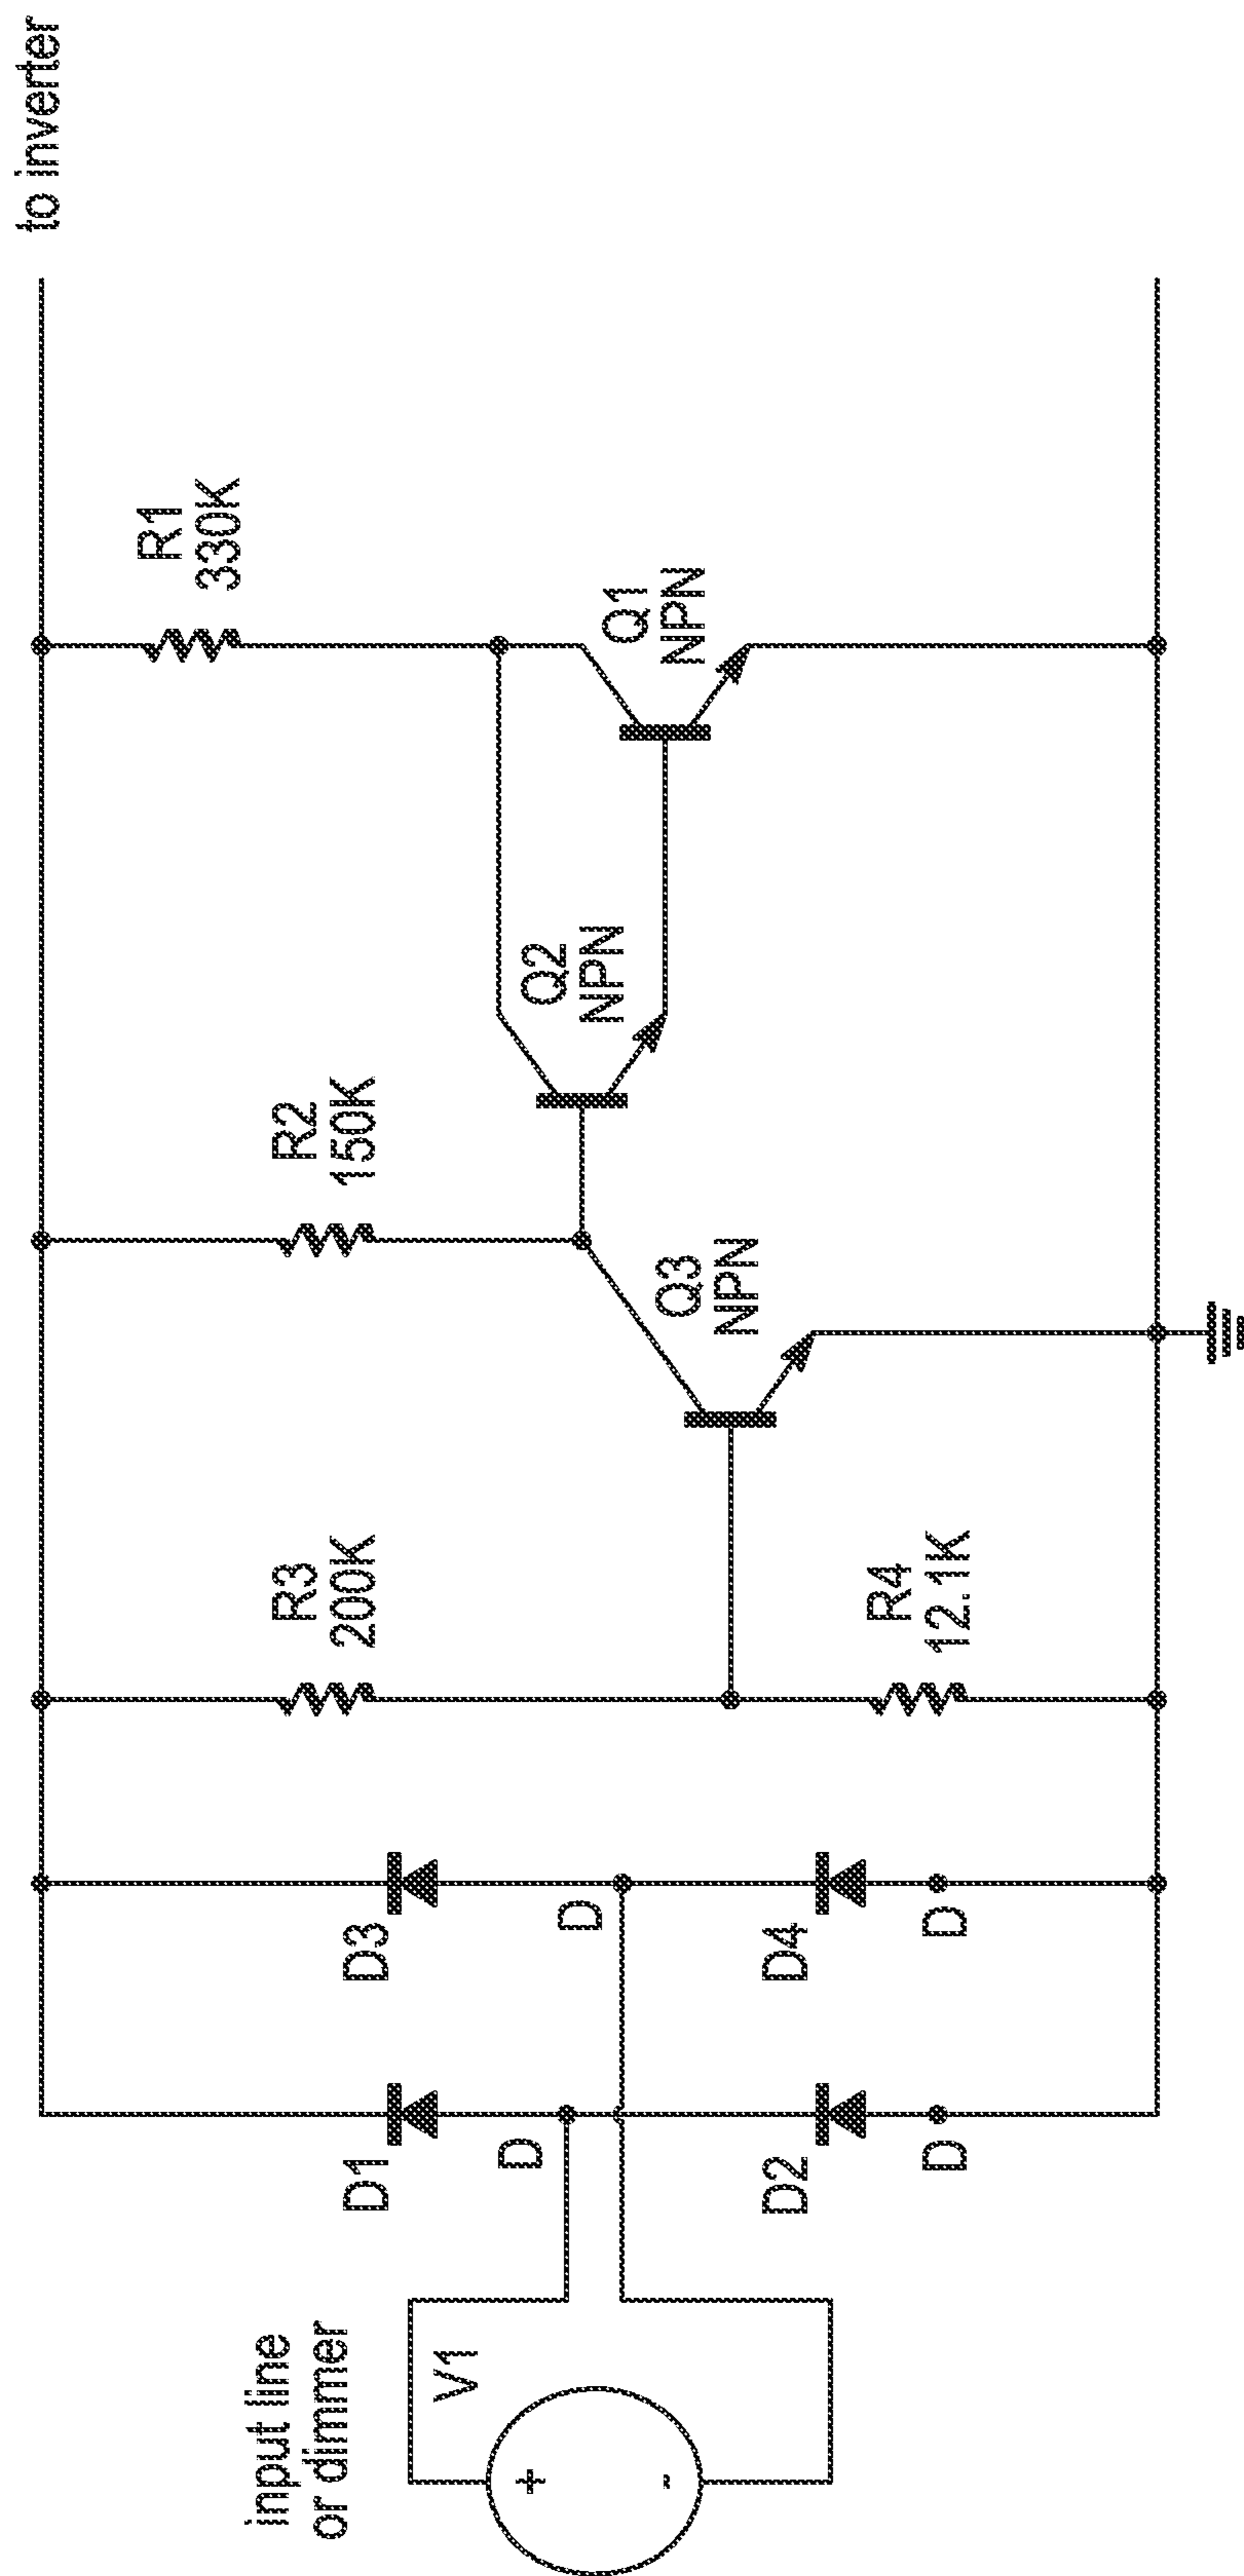 input line
or dimmer
V1
+
-
D1
D
D2
D
D3
D
D4
D
R3
200K
R4
12.1K
Q3
NPN
R2
150K
Q2
NPN
R1
330K
Q1
NPN
to inverter